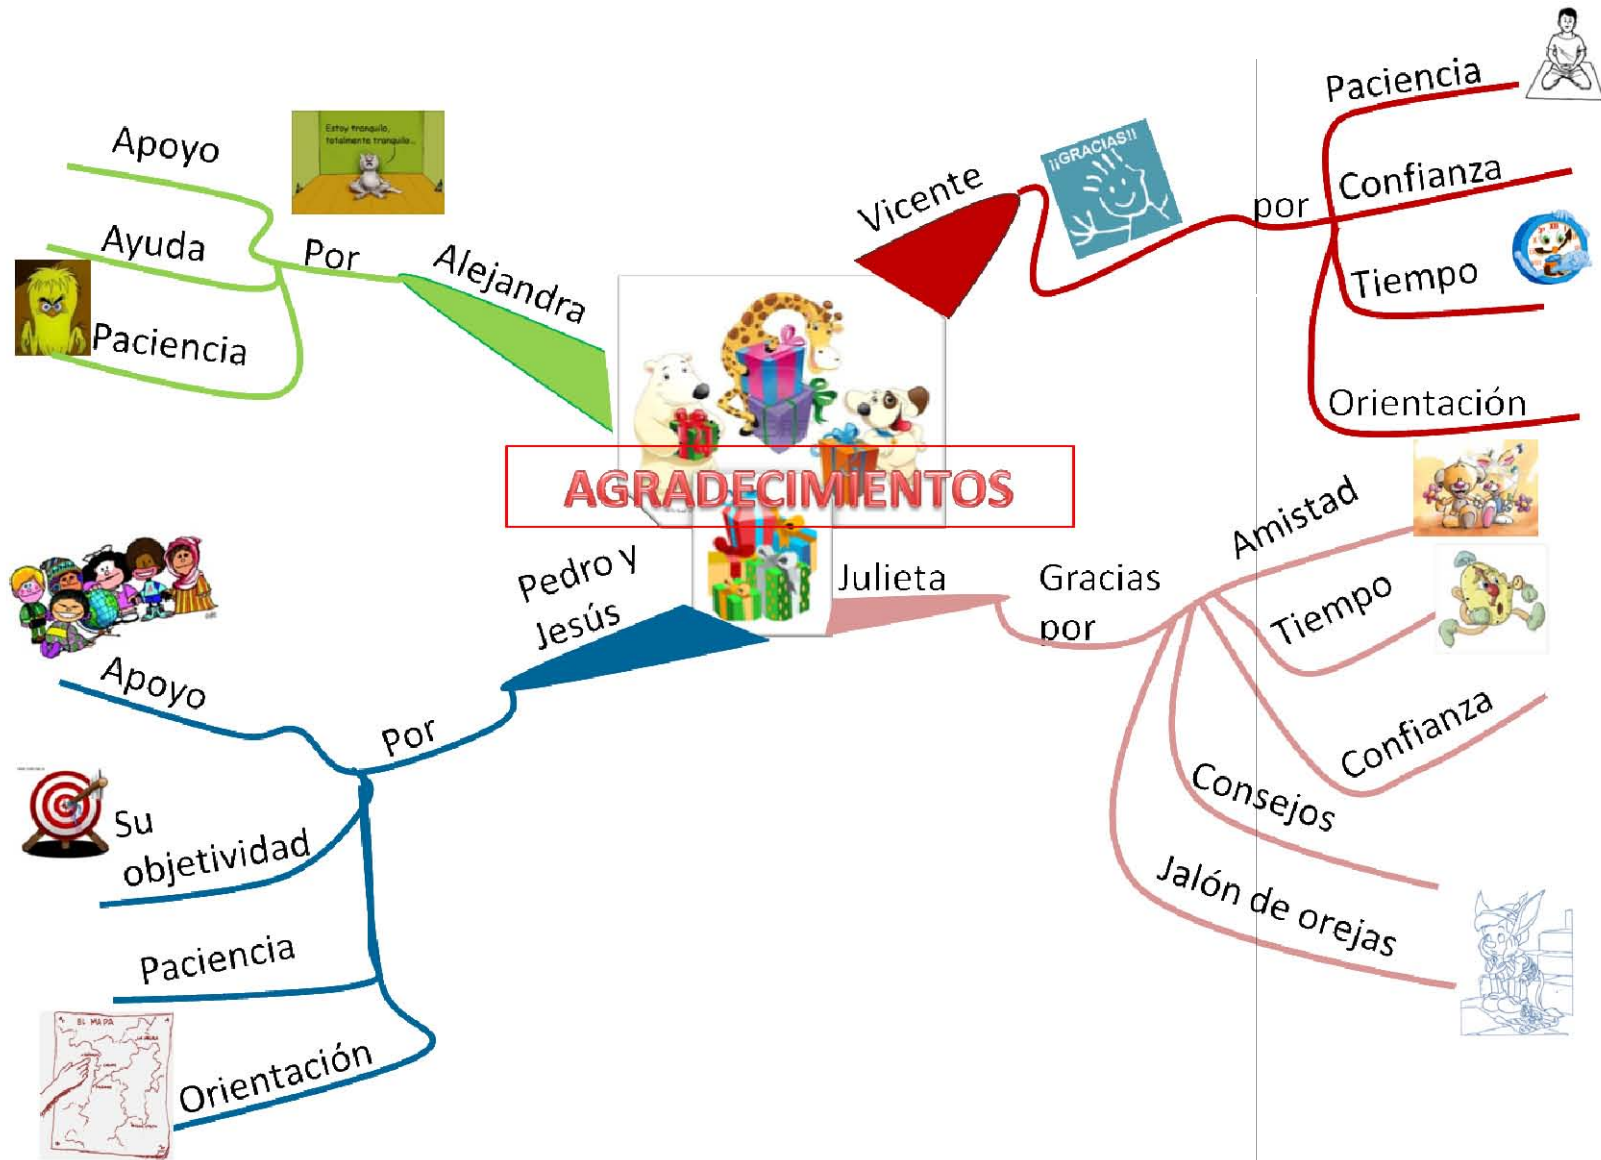 Apoyo
Ayuda
Paciencia
Por
Alejandra
Estoy tranquilo,
totalmente tranquilo...
Vicente
¡¡GRACIAS!!
por
Paciencia
Confianza
Tiempo
Orientación
AGRADECIMIENTOS
Pedro y
Jesús
Por
Apoyo
Su
objetividad
Paciencia
Orientación
EL MAPA
Julieta
Gracias
por
Amistad
Tiempo
Confianza
Consejos
Jalón de orejas